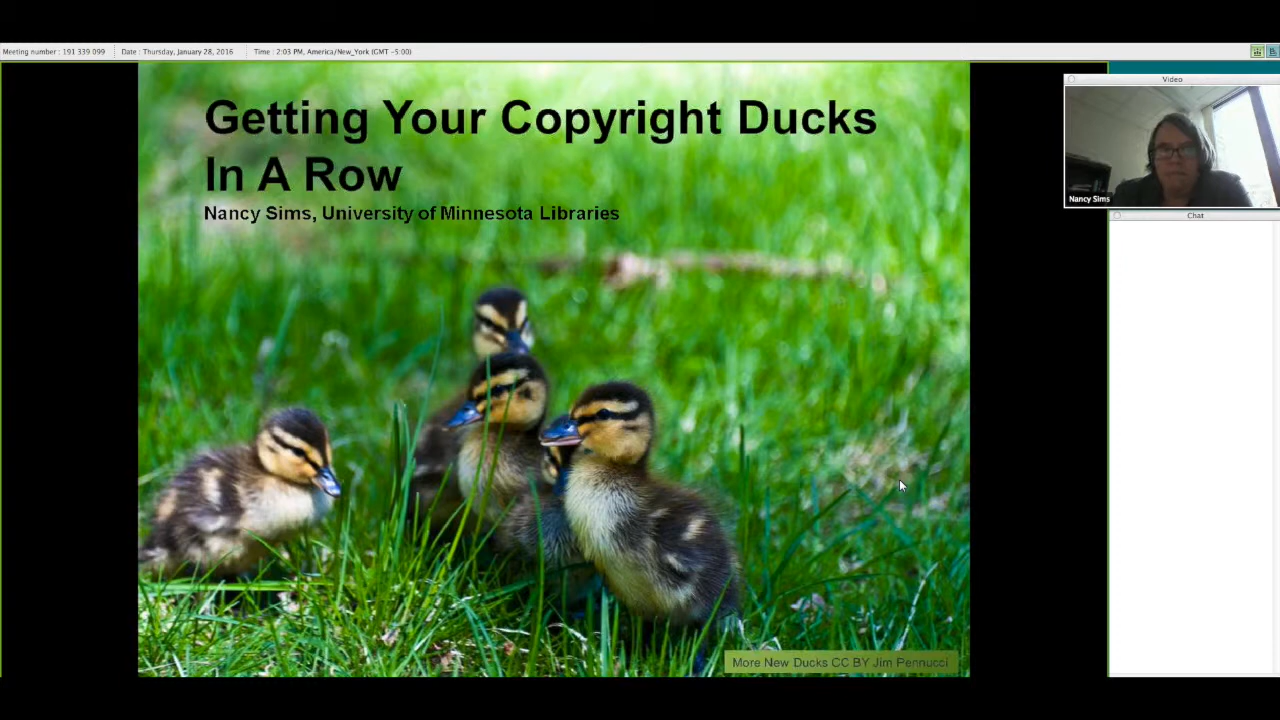 Meeting number : 191 339 099 Date : Thursday, January 28, 2016 Time : 2:03 PM, America/New_York (GMT -5:00)
Video
Nancy Sims
Chat
Getting Your Copyright Ducks
In A Row
Nancy Sims, University of Minnesota Libraries
More New Ducks CC BY Jim Pennucci